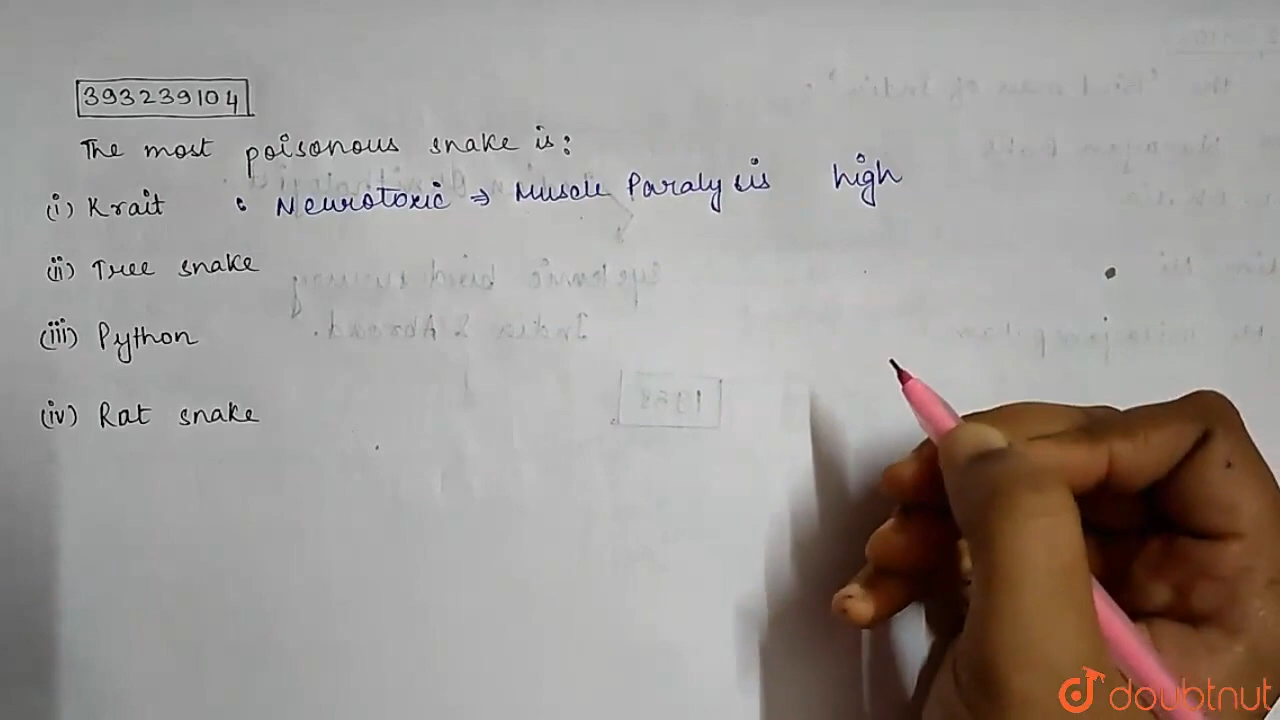 393239104
The most poisonous snake is:
(i) Krait : Neurotoxic ⇒ Muscle Paralysis high
(ii) Tree snake
(iii) Python
(iv) Rat snake
doubtnut